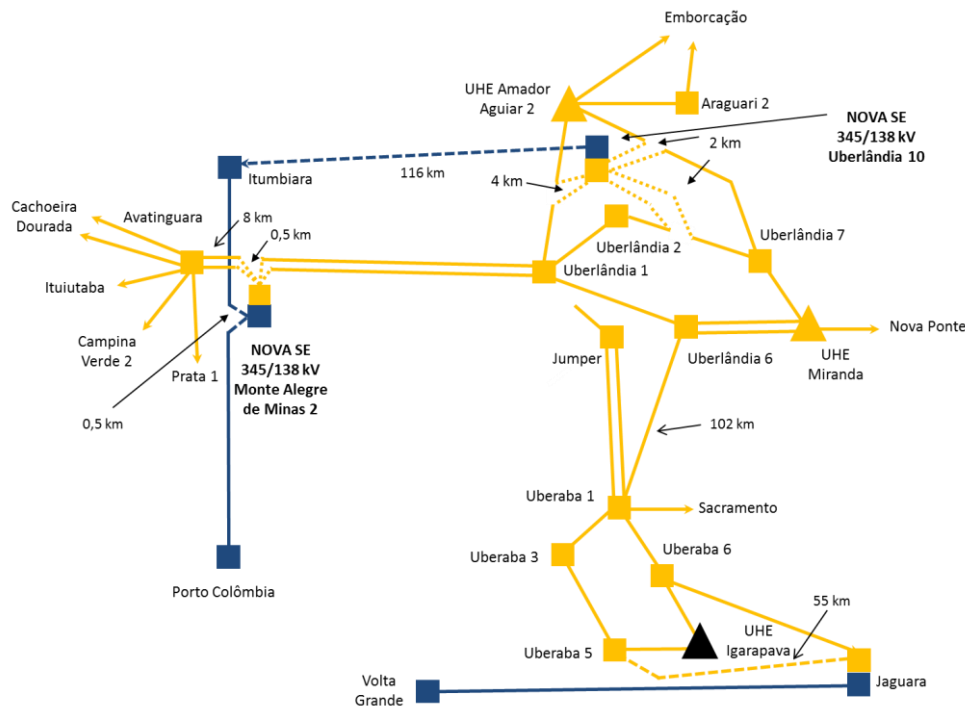 Emborcação
UHE Amador
Aguiar 2
Araguari 2
NOVA SE
345/138 kV
Uberlândia 10
2 km
Itumbiara
116 km
4 km
Cachoeira
Dourada
Avatinguara
8 km
0,5 km
Uberlândia 2
Uberlândia 7
Uberlândia 1
Ituiutaba
Campina
Verde 2
Prata 1
NOVA SE
345/138 kV
Monte Alegre
de Minas 2
0,5 km
Jumper
Uberlândia 6
UHE
Miranda
Nova Ponte
102 km
Uberaba 1
Sacramento
Uberaba 3
Uberaba 6
Porto Colômbia
55 km
UHE
Igarapava
Uberaba 5
Volta
Grande
Jaguara